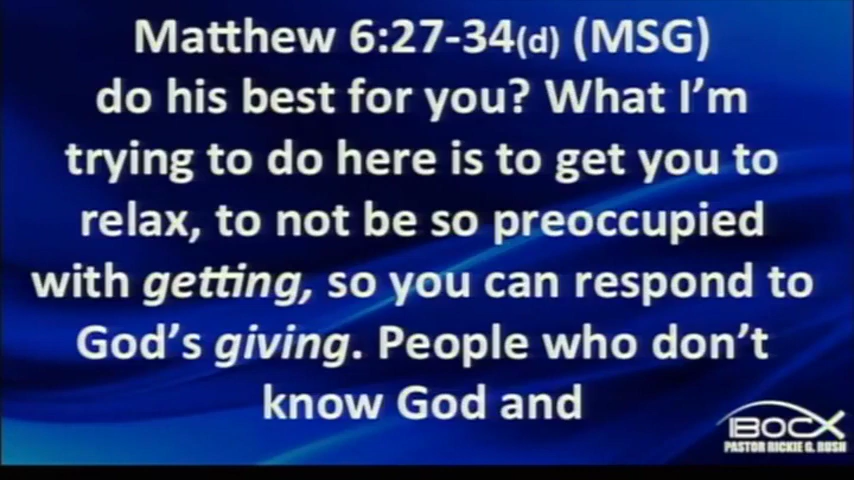 Matthew 6:27-34(d) (MSG)
do his best for you? What I’m
trying to do here is to get you to
relax, to not be so preoccupied
with getting, so you can respond to
God’s giving. People who don’t
know God and
IBOC
PASTOR RICKIE G. RUSH